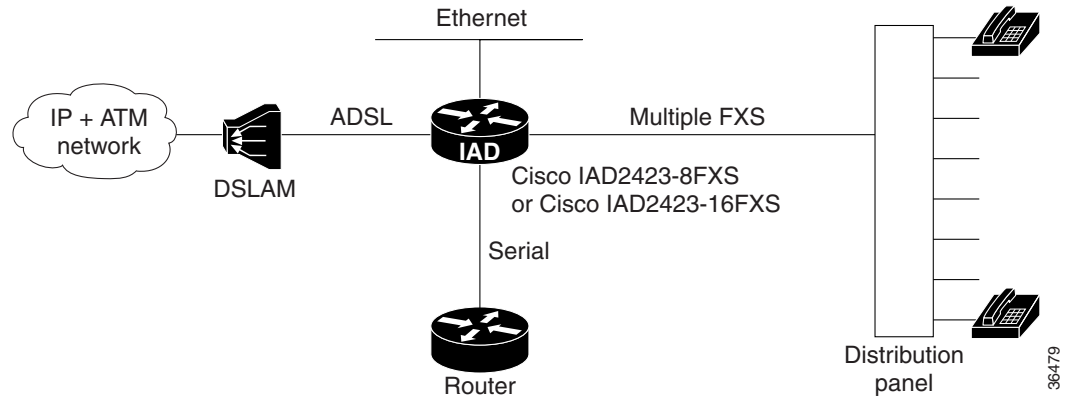 Ethernet
IP + ATM
network
ADSL
Multiple FXS
IAD
DSLAM
Cisco IAD2423-8FXS
or Cisco IAD2423-16FXS
Serial
Router
Distribution
panel
36479